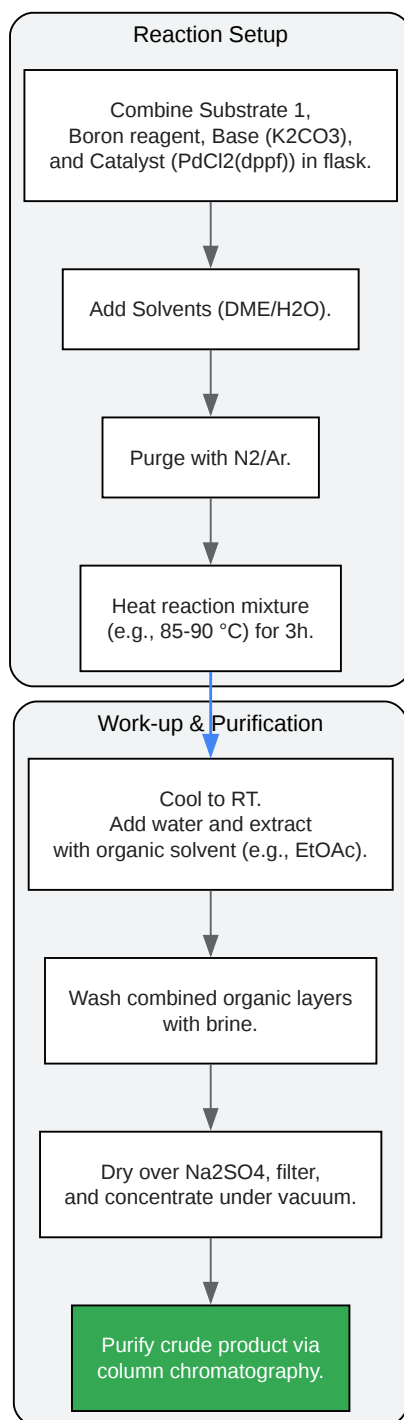 Reaction Setup
Combine Substrate 1,
Boron reagent, Base (K2CO3),
and Catalyst (PdCl2(dppf)) in flask.
Add Solvents (DME/H2O).
Purge with N2/Ar.
Heat reaction mixture
(e.g., 85-90 °C) for 3h.
Work-up & Purification
Cool to RT.
Add water and extract
with organic solvent (e.g., EtOAc).
Wash combined organic layers
with brine.
Dry over Na2SO4, filter,
and concentrate under vacuum.
Purify crude product via
column chromatography.